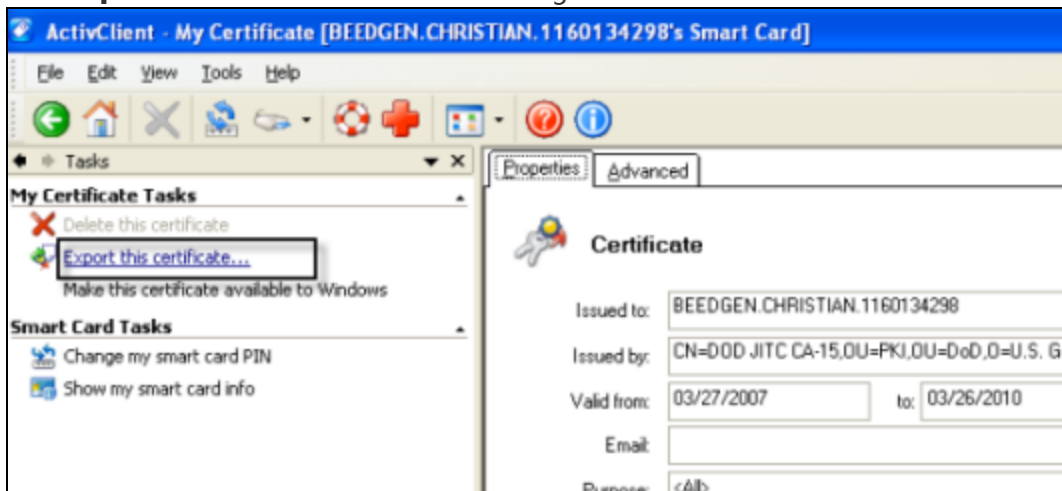 ActivClient - My Certificate [BEEDGEN.CHRISTIAN.1160134298's Smart Card]
File Edit View Tools Help
Tasks
My Certificate Tasks
Delete this certificate
Export this certificate...
Make this certificate available to Windows
Smart Card Tasks
Change my smart card PIN
Show my smart card info
Properties Advanced
Certificate
Issued to: BEEDGEN.CHRISTIAN.1160134298
Issued by: CN=DOD JITC CA-15,OU=PKI,OU=DoD,O=U.S. G
Valid from: 03/27/2007 to: 03/26/2010
Email:
Purpose: <All>